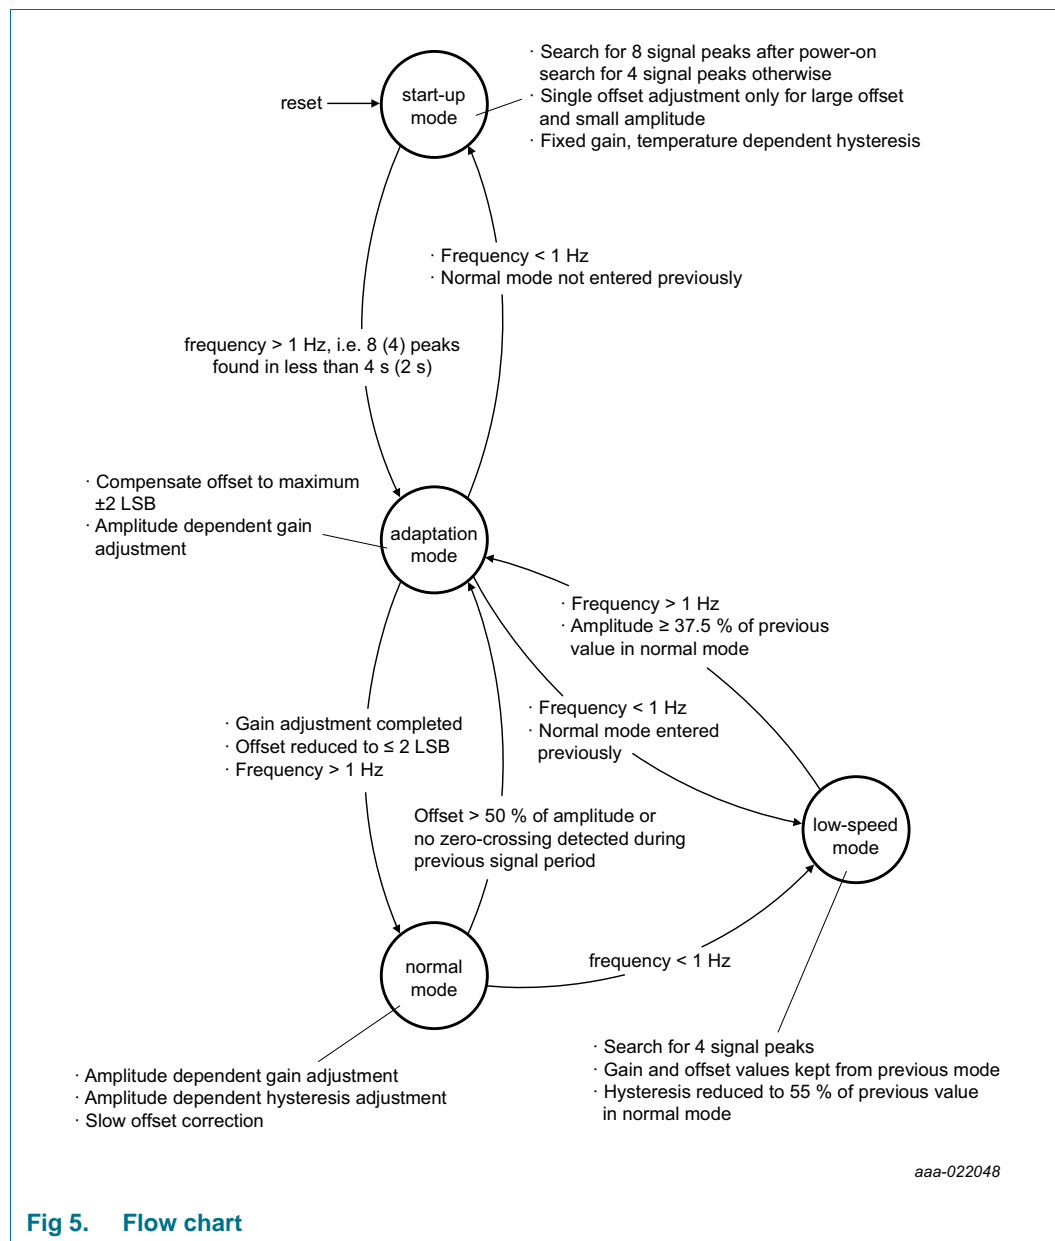 reset
start-up
mode
· Search for 8 signal peaks after power-on
search for 4 signal peaks otherwise
· Single offset adjustment only for large offset
and small amplitude
· Fixed gain, temperature dependent hysteresis
· Frequency < 1 Hz
· Normal mode not entered previously
frequency > 1 Hz, i.e. 8 (4) peaks
found in less than 4 s (2 s)
· Compensate offset to maximum
±2 LSB
· Amplitude dependent gain
adjustment
adaptation
mode
· Frequency > 1 Hz
· Amplitude ≥ 37.5 % of previous
value in normal mode
· Frequency < 1 Hz
· Normal mode entered
previously
· Gain adjustment completed
· Offset reduced to ≤ 2 LSB
· Frequency > 1 Hz
Offset > 50 % of amplitude or
no zero-crossing detected during
previous signal period
low-speed
mode
normal
mode
frequency < 1 Hz
· Amplitude dependent gain adjustment
· Amplitude dependent hysteresis adjustment
· Slow offset correction
· Search for 4 signal peaks
· Gain and offset values kept from previous mode
· Hysteresis reduced to 55 % of previous value
in normal mode
aaa-022048
Fig 5. Flow chart